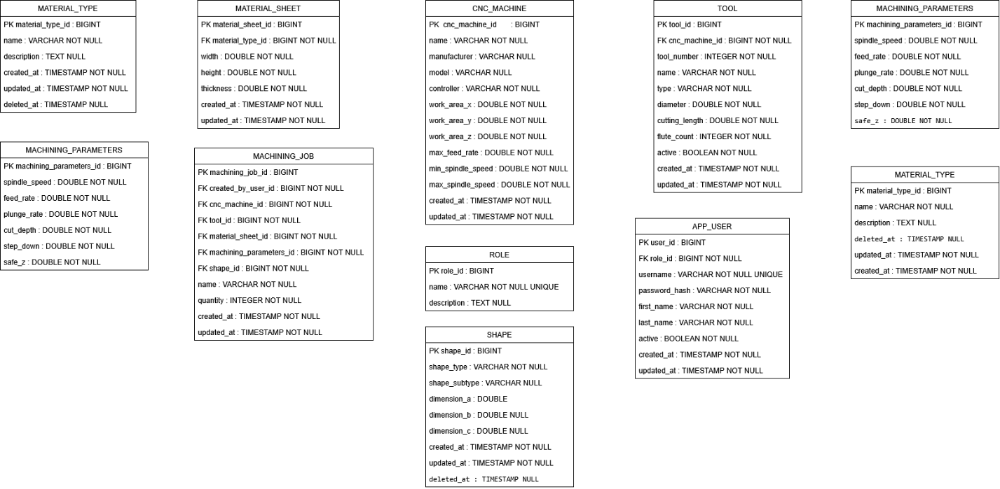 MATERIAL_TYPE
PK material_type_id : BIGINT
name : VARCHAR NOT NULL
description : TEXT NULL
created_at : TIMESTAMP NOT NULL
updated_at : TIMESTAMP NOT NULL
deleted_at : TIMESTAMP NULL
MATERIAL_SHEET
PK material_sheet_id : BIGINT
FK material_type_id : BIGINT NOT NULL
width : DOUBLE NOT NULL
height : DOUBLE NOT NULL
thickness : DOUBLE NOT NULL
created_at : TIMESTAMP NOT NULL
updated_at : TIMESTAMP NOT NULL
CNC_MACHINE
PK cnc_machine_id : BIGINT
name : VARCHAR NOT NULL
manufacturer : VARCHAR NULL
model : VARCHAR NULL
controller : VARCHAR NOT NULL
work_area_x : DOUBLE NOT NULL
work_area_y : DOUBLE NOT NULL
work_area_z : DOUBLE NOT NULL
max_feed_rate : DOUBLE NOT NULL
min_spindle_speed : DOUBLE NOT NULL
max_spindle_speed : DOUBLE NOT NULL
created_at : TIMESTAMP NOT NULL
updated_at : TIMESTAMP NOT NULL
TOOL
PK tool_id : BIGINT
FK cnc_machine_id : BIGINT NOT NULL
tool_number : INTEGER NOT NULL
name : VARCHAR NOT NULL
type : VARCHAR NOT NULL
diameter : DOUBLE NOT NULL
cutting_length : DOUBLE NOT NULL
flute_count : INTEGER NOT NULL
active : BOOLEAN NOT NULL
created_at : TIMESTAMP NOT NULL
updated_at : TIMESTAMP NOT NULL
MACHINING_PARAMETERS
PK machining_parameters_id : BIGINT
spindle_speed : DOUBLE NOT NULL
feed_rate : DOUBLE NOT NULL
plunge_rate : DOUBLE NOT NULL
cut_depth : DOUBLE NOT NULL
step_down : DOUBLE NOT NULL
safe_z : DOUBLE NOT NULL
MACHINING_PARAMETERS
PK machining_parameters_id : BIGINT
spindle_speed : DOUBLE NOT NULL
feed_rate : DOUBLE NOT NULL
plunge_rate : DOUBLE NOT NULL
cut_depth : DOUBLE NOT NULL
step_down : DOUBLE NOT NULL
safe_z : DOUBLE NOT NULL
MACHINING_JOB
PK machining_job_id : BIGINT
FK created_by_user_id : BIGINT NOT NULL
FK cnc_machine_id : BIGINT NOT NULL
FK tool_id : BIGINT NOT NULL
FK material_sheet_id : BIGINT NOT NULL
FK machining_parameters_id : BIGINT NOT NULL
FK shape_id : BIGINT NOT NULL
name : VARCHAR NOT NULL
quantity : INTEGER NOT NULL
created_at : TIMESTAMP NOT NULL
updated_at : TIMESTAMP NOT NULL
ROLE
PK role_id : BIGINT
name : VARCHAR NOT NULL UNIQUE
description : TEXT NULL
SHAPE
PK shape_id : BIGINT
shape_type : VARCHAR NOT NULL
shape_subtype : VARCHAR NULL
dimension_a : DOUBLE
dimension_b : DOUBLE NULL
dimension_c : DOUBLE NULL
created_at : TIMESTAMP NOT NULL
updated_at : TIMESTAMP NOT NULL
deleted_at : TIMESTAMP NULL
APP_USER
PK user_id : BIGINT
FK role_id : BIGINT NOT NULL
username : VARCHAR NOT NULL UNIQUE
password_hash : VARCHAR NOT NULL
first_name : VARCHAR NOT NULL
last_name : VARCHAR NOT NULL
active : BOOLEAN NOT NULL
created_at : TIMESTAMP NOT NULL
updated_at : TIMESTAMP NOT NULL
MATERIAL_TYPE
PK material_type_id : BIGINT
name : VARCHAR NOT NULL
description : TEXT NULL
deleted_at : TIMESTAMP NULL
updated_at : TIMESTAMP NOT NULL
created_at : TIMESTAMP NOT NULL